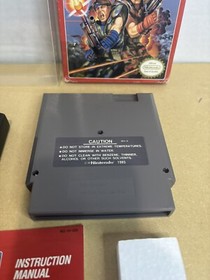 CAUTION
● DO NOT STORE IN EXTREME TEMPERATURES.
● DO NOT IMMERSE IN WATER.
● DO NOT CLEAN WITH BENZENE, THINNER,
ALCOHOL OR OTHER SUCH SOLVENTS.
© Nintendo 1985
INSTRUCTION
MANUAL